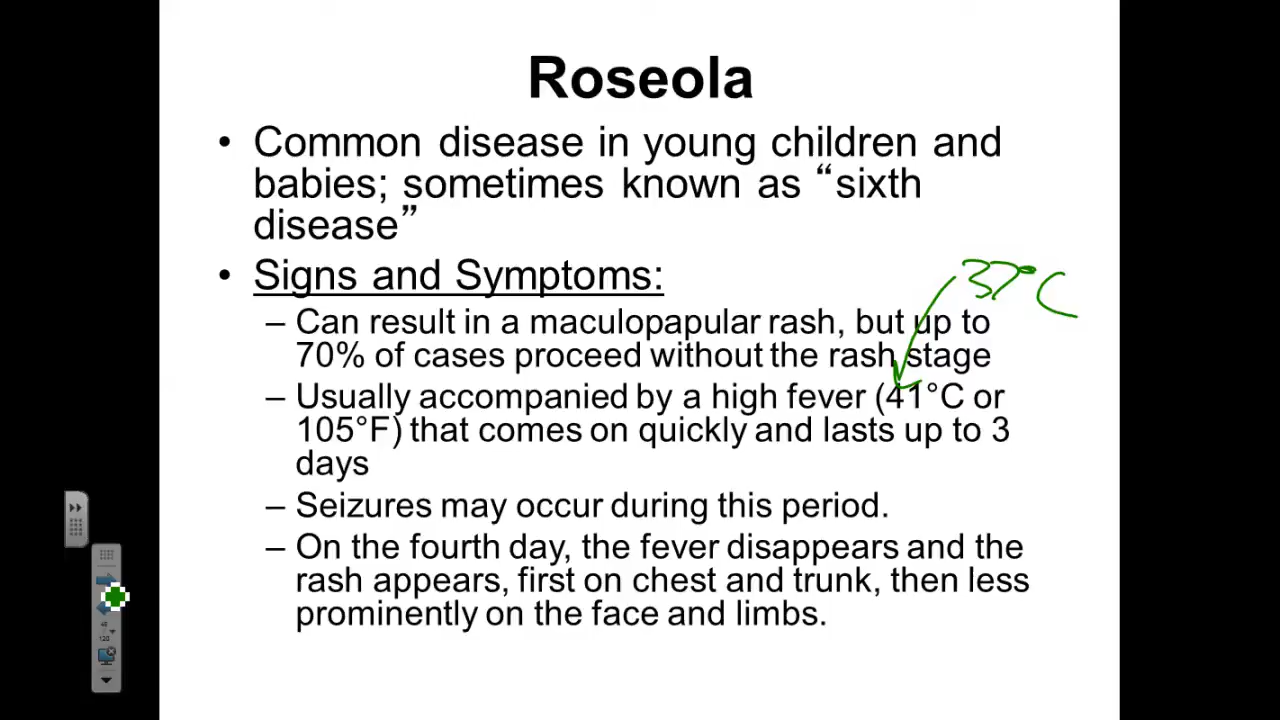 Roseola
• Common disease in young children and
babies; sometimes known as “sixth
disease”
• Signs and Symptoms:
37°C
– Can result in a maculopapular rash, but up to
70% of cases proceed without the rash stage
– Usually accompanied by a high fever (41°C or
105°F) that comes on quickly and lasts up to 3
days
– Seizures may occur during this period.
– On the fourth day, the fever disappears and the
rash appears, first on chest and trunk, then less
prominently on the face and limbs.